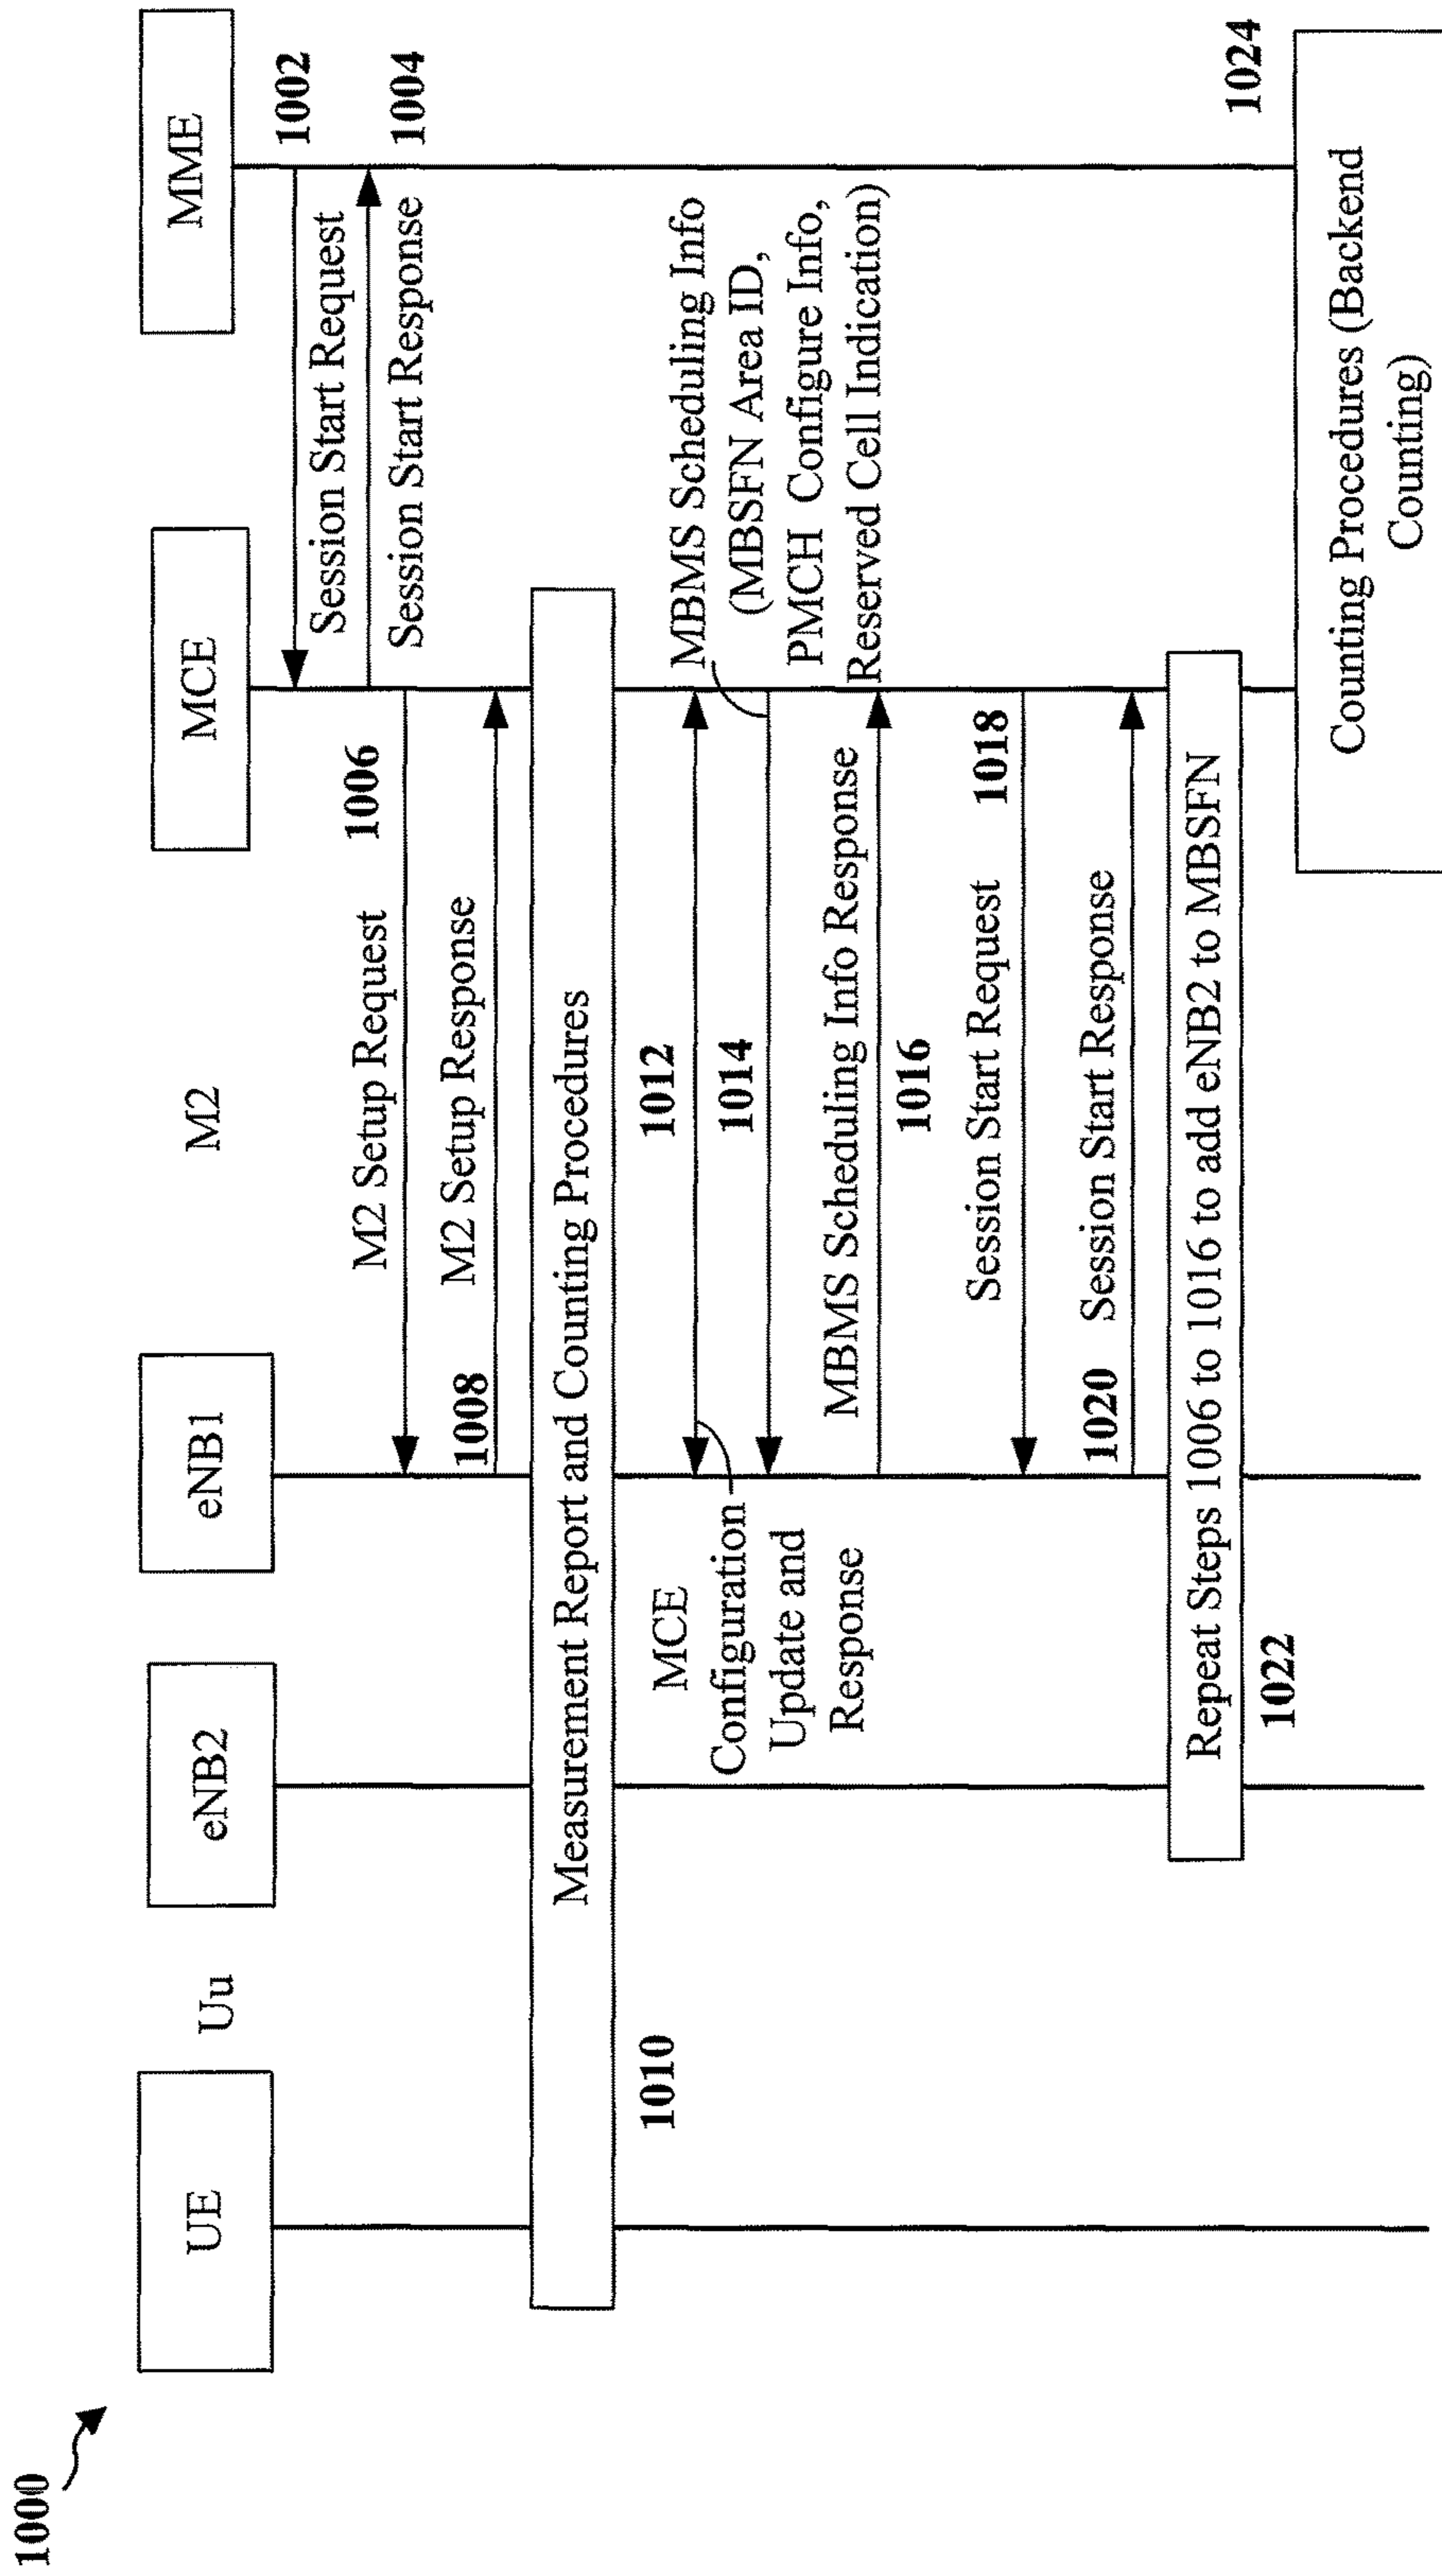 1000
UE
Uu
eNB2
eNB1
M2
MCE
MME
1002
Session Start Request
1004
Session Start Response
1006
M2 Setup Request
1008
M2 Setup Response
Measurement Report and Counting Procedures
1010
1012
MCE
Configuration
Update and
Response
1014
MBMS Scheduling Info
(MBSFN Area ID,
PMCH Configure Info,
Reserved Cell Indication)
MBMS Scheduling Info Response
1016
1018
Session Start Request
1020
Session Start Response
Repeat Steps 1006 to 1016 to add eNB2 to MBSFN
1022
1024
Counting Procedures (Backend
Counting)